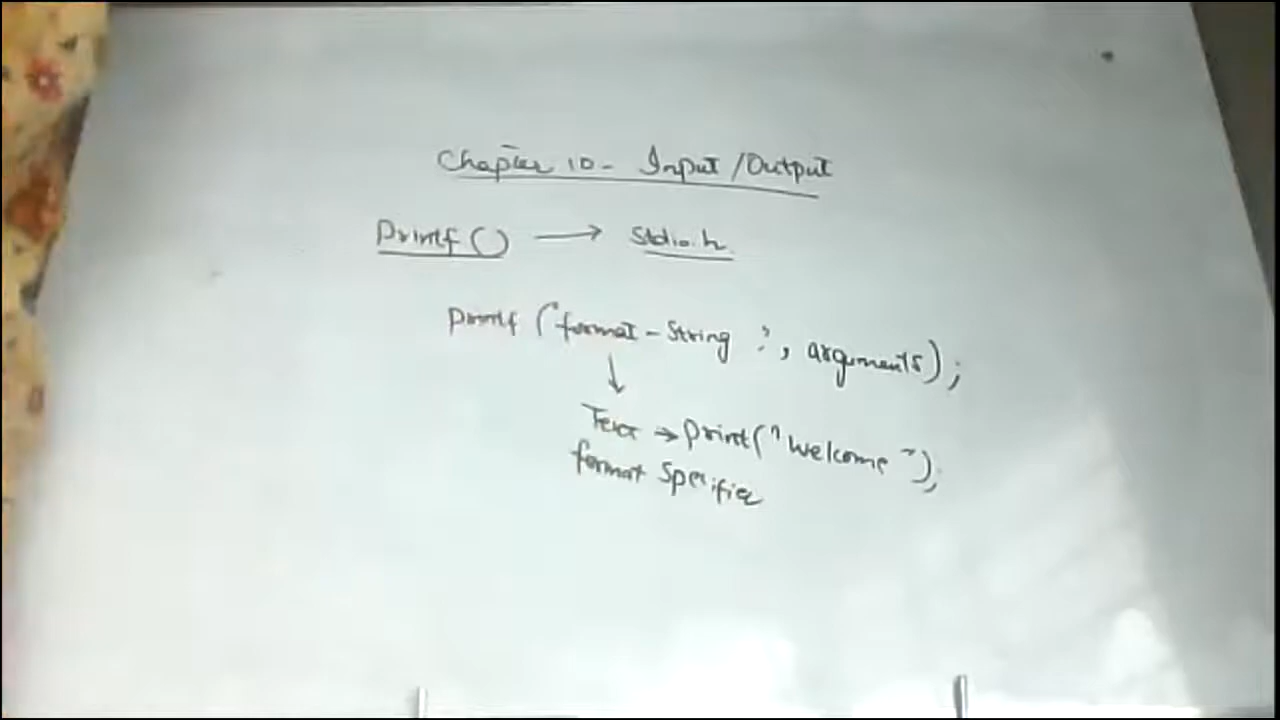 Chapter 10- Input /Output
Printf () → Stdio.h
printf ("format-String ", arguments);
↓
Text → print("Welcome");
format Specifier